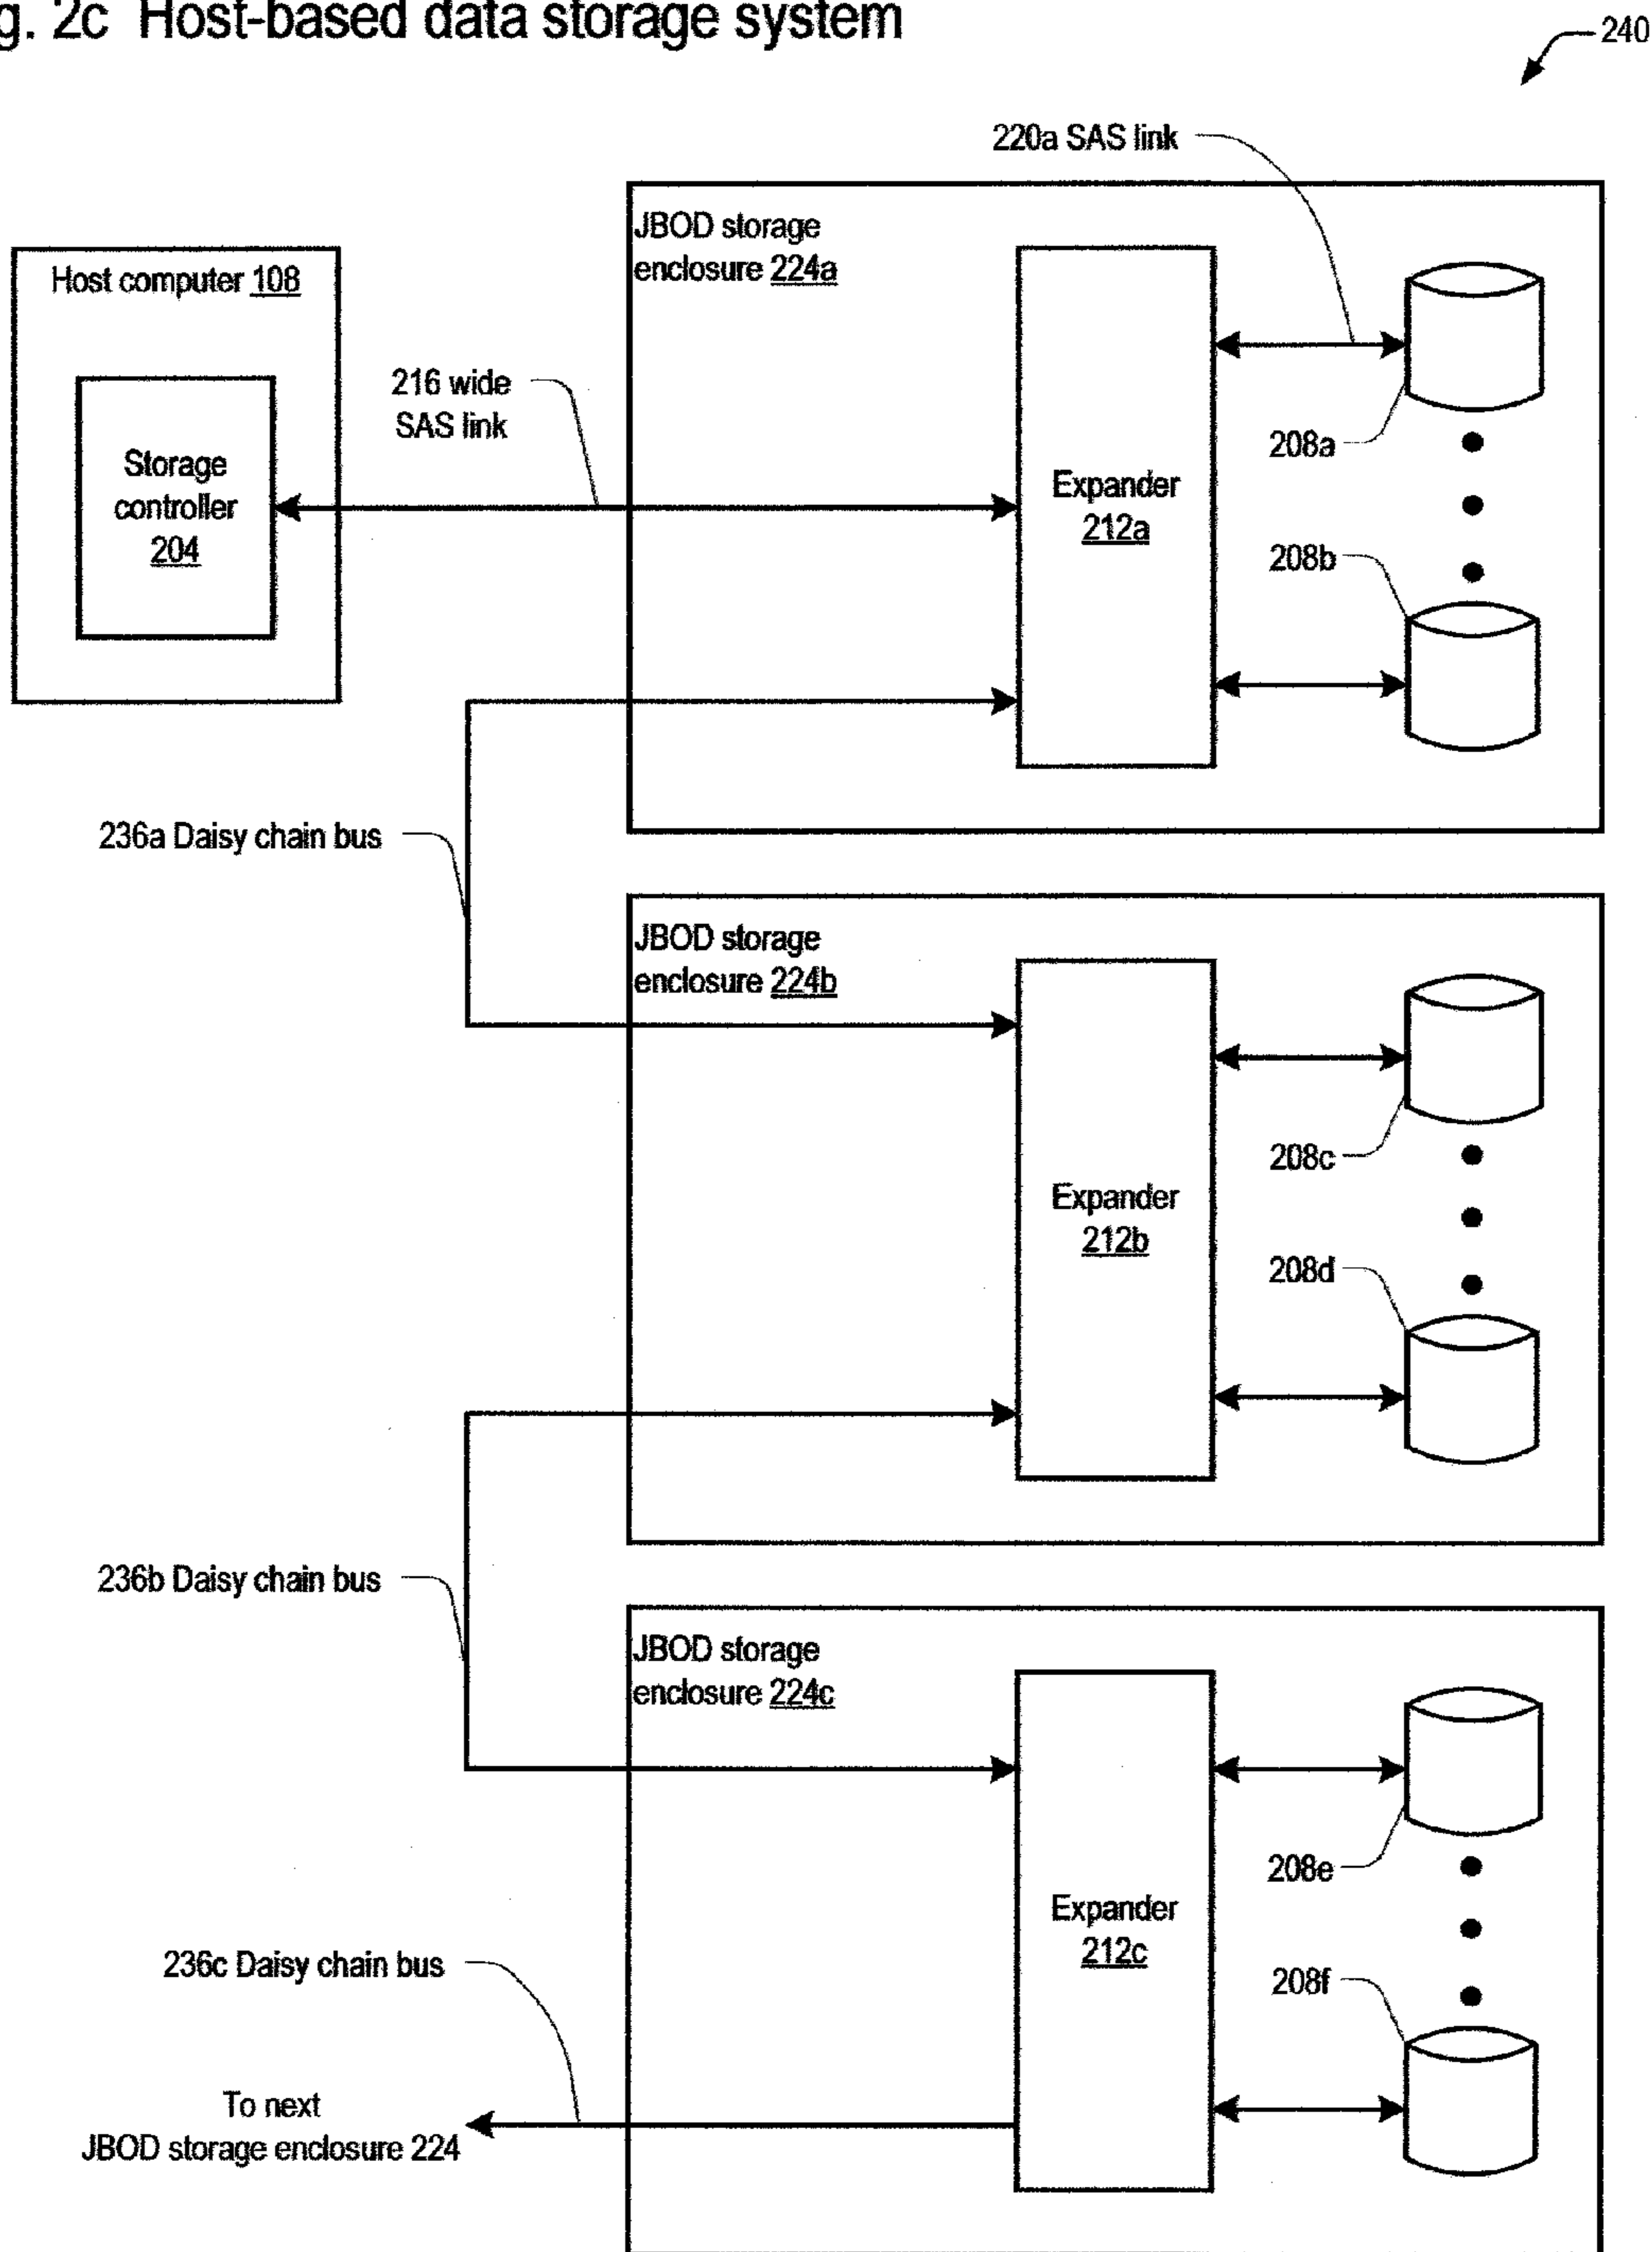 g. 2c Host-based data storage system
240
220a SAS link
JBOD storage
enclosure 224a
Host computer 108
216 wide
SAS link
Storage
controller
204
Expander
212a
208a
208b
236a Daisy chain bus
JBOD storage
enclosure 224b
208c
Expander
212b
208d
236b Daisy chain bus
JBOD storage
enclosure 224c
208e
Expander
212c
236c Daisy chain bus
208f
To next
JBOD storage enclosure 224